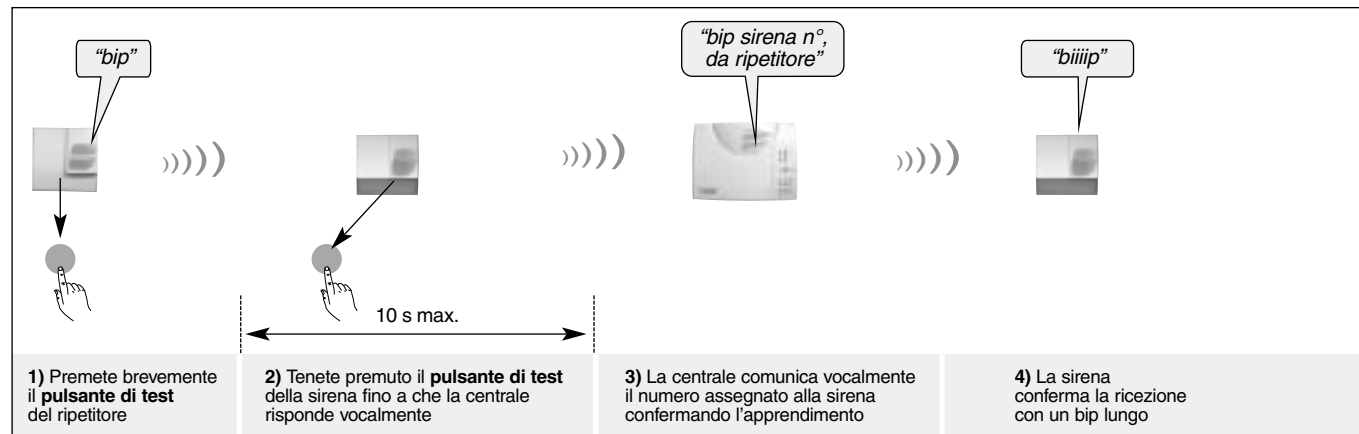 “bip”
“bip sirena n°,
da ripetitore”
“biiiip”
10 s max.
1) Premete brevemente
il pulsante di test
del ripetitore
2) Tenete premuto il pulsante di test
della sirena fino a che la centrale
risponde vocalmente
3) La centrale comunica vocalmente
il numero assegnato alla sirena
confermando l’apprendimento
4) La sirena
conferma la ricezione
con un bip lungo